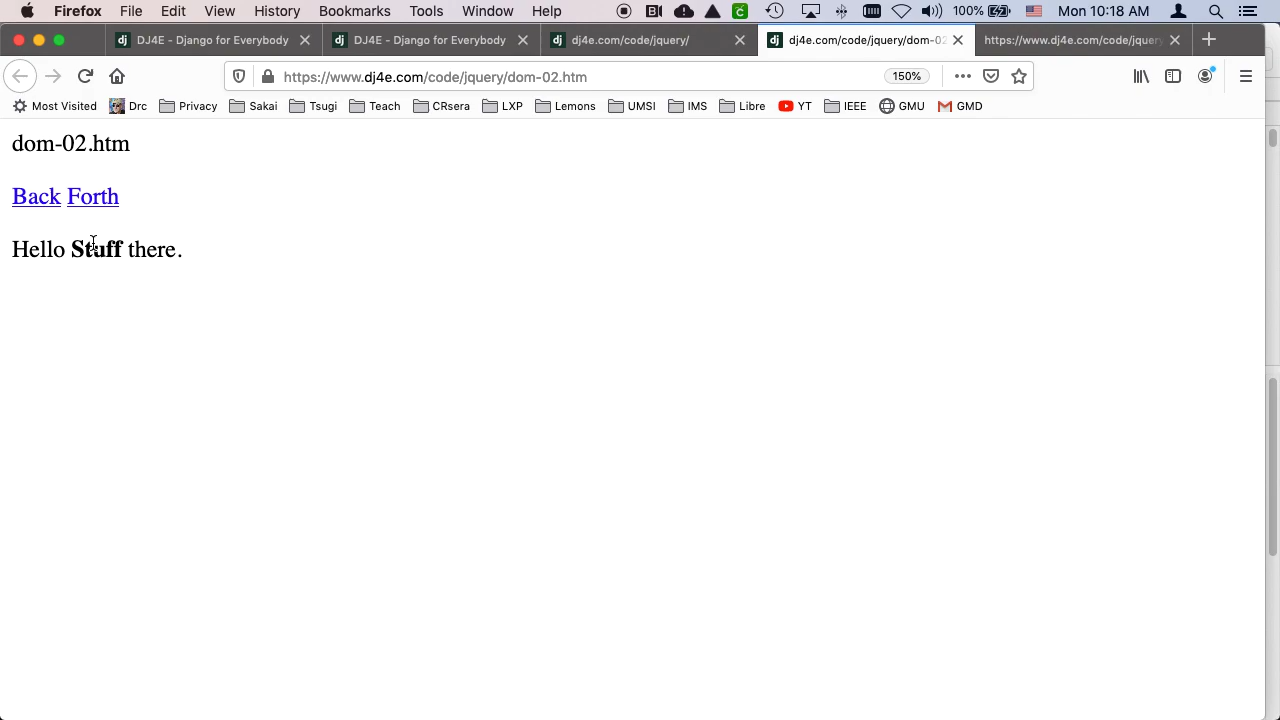 Firefox File Edit View History Bookmarks Tools Window Help 100% Mon 10:18 AM
DJ4E - Django for Everybody DJ4E - Django for Everybody dj4e.com/code/jquery/ dj4e.com/code/jquery/dom-02 https://www.dj4e.com/code/jquery
https://www.dj4e.com/code/jquery/dom-02.htm 150%
Most Visited Drc Privacy Sakai Tsugi Teach CRsera LXP Lemons UMSI IMS Libre YT IEEE GMU GMD
dom-02.htm
Back Forth
Hello Stuff there.